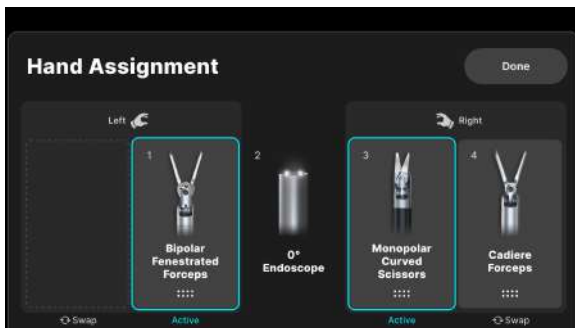 Hand Assignment
Done
Left
Right
1
2
3
4
Bipolar
Fenestrated
Forceps
0°
Endoscope
Monopolar
Curved
Scissors
Cadiere
Forceps
Swap
Active
Active
Swap